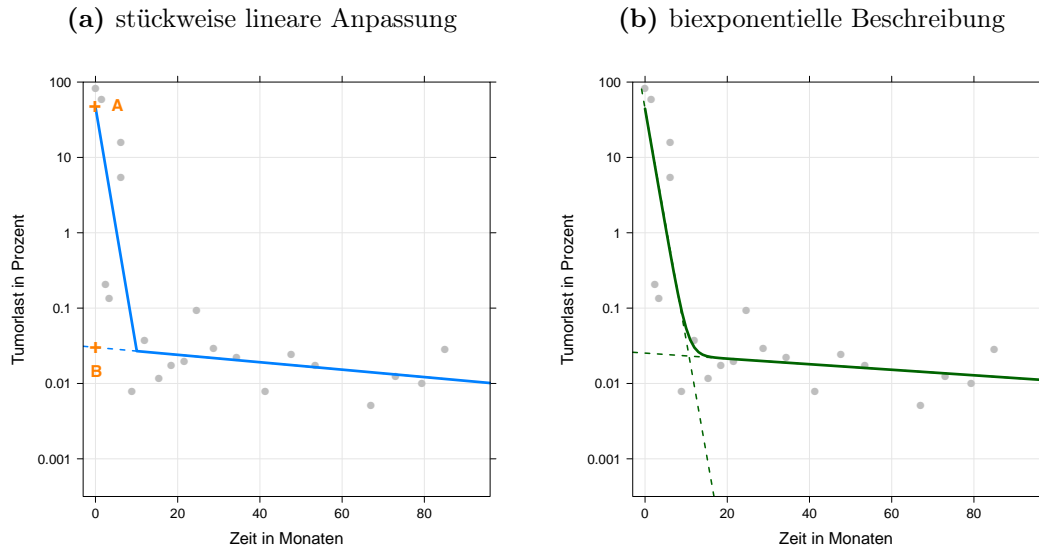 (a) stückweise lineare Anpassung
(b) biexponentielle Beschreibung
Tumorlast in Prozent
100
10
1
0.1
0.01
0.001
A
B
0 20 40 60 80
Zeit in Monaten
Tumorlast in Prozent
100
10
1
0.1
0.01
0.001
0 20 40 60 80
Zeit in Monaten